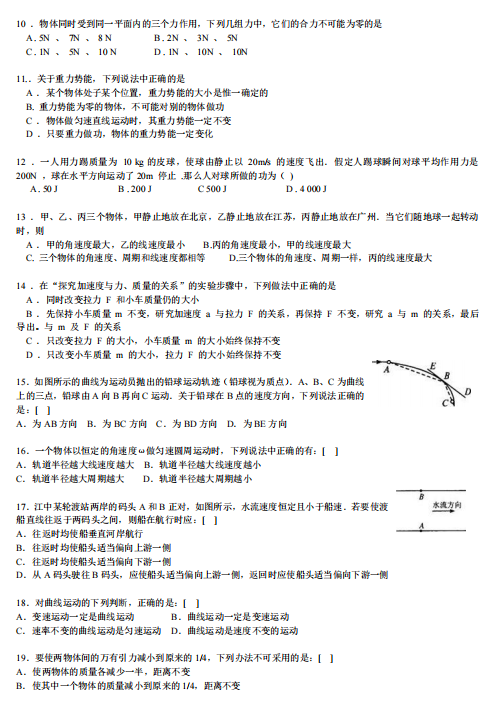 10 ．物体同时受到同一平面内的三个力作用，下列几组力中，它们的合力不可能为零的是
A . 5N 、 7N 、 8 N B . 2N 、 3N 、 5N
C . 1N 、 5N 、 10 N D . 1N 、 10N 、 10N
11.．关于重力势能，下列说法中正确的是
A ．某个物体处于某个位置，重力势能的大小是惟一确定的
B. 重力势能为零的物体，不可能对别的物体做功
C ．物体做匀速直线运动时，其重力势能一定不变
D ．只要重力做功，物体的重力势能一定变化
12 ．一人用力踢质量为 10 kg 的皮球，使球由静止以 20m/s 的速度飞出．假定人踢球瞬间对球平均作用力是
200N ，球在水平方向运动了 20m 停止 .那么人对球所做的功为（ ）
A . 50 J B . 200 J C 500 J D . 4 000 J
13 ．甲、乙、丙三个物体，甲静止地放在北京，乙静止地放在江苏，丙静止地放在广州．当它们随地球一起转动
时，则
A ．甲的角速度最大，乙的线速度最小 B.丙的角速度最小，甲的线速度最大
C. 三个物体的角速度、周期和线速度都相等 D.三个物体的角速度、周期一样，丙的线速度最大
14 ．在“探究加速度与力、质量的关系”的实验步骤中，下列做法中正确的是
A ．同时改变拉力 F 和小车质量仍的大小
B ．先保持小车质量 m 不变，研究加速度 a 与拉力 F 的关系，再保持 F 不变，研究 a 与 m 的关系，最后
导出。与 m 及 F 的关系
C ．只改变拉力 F 的大小，小车质量 m 的大小始终保持不变
D ．只改变小车质量 m 的大小，拉力 F 的大小始终保持不变
A E B D C
15．如图所示的曲线为运动员抛出的铅球运动轨迹（铅球视为质点）．A、B、C 为曲线
上的三点，铅球由 A 向 B 再向 C 运动．关于铅球在 B 点的速度方向，下列说法正确的
是：[ ]
A．为 AB 方向 B．为 BC 方向 C．为 BD 方向 D．为 BE 方向
16．一个物体以恒定的角速度 ω 做匀速圆周运动时，下列说法中正确的有：[ ]
A．轨道半径越大线速度越大 B．轨道半径越大线速度越小
C．轨道半径越大周期越大 D．轨道半径越大周期越小
B 水流方向 A
17．江中某轮渡站两岸的码头 A 和 B 正对，如图所示，水流速度恒定且小于船速．若要使渡
船直线往返于两码头之间，则船在航行时应：[ ]
A．往返时均使船垂直河岸航行
B．往返时均使船头适当偏向上游一侧
C．往返时均使船头适当偏向下游一侧
D．从 A 码头驶往 B 码头，应使船头适当偏向上游一侧，返回时应使船头适当偏向下游一侧
18．对曲线运动的下列判断，正确的是：[ ]
A．变速运动一定是曲线运动 B．曲线运动一定是变速运动
C．速率不变的曲线运动是匀速运动 D．曲线运动是速度不变的运动
19．要使两物体间的万有引力减小到原来的 1/4，下列办法不可采用的是：[ ]
A．使两物体的质量各减少一半，距离不变
B．使其中一个物体的质量减小到原来的 1/4，距离不变